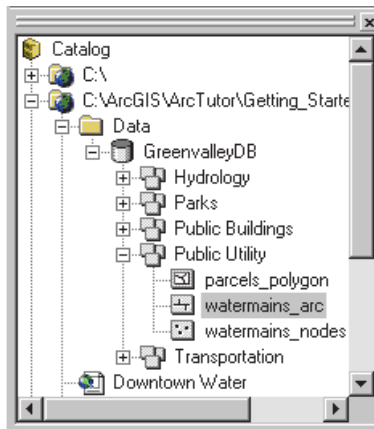 Catalog
C:\
C:\ArcGIS\ArcTutor\Getting_Starte
Data
GreenvalleyDB
Hydrology
Parks
Public Buildings
Public Utility
parcels_polygon
watermains_arc
watermains_nodes
Transportation
Downtown Water